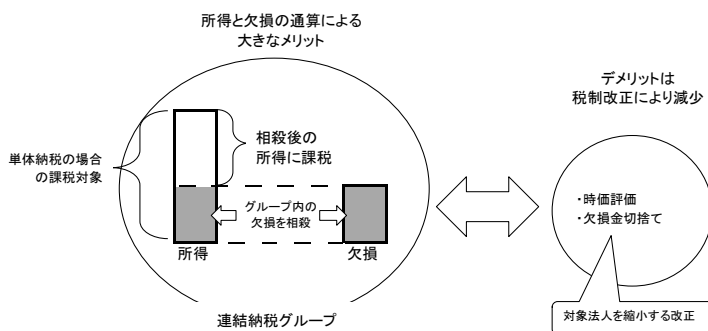 所得と欠損の通算による
大きなメリット
デメリットは
税制改正により減少
単体納税の場合
の課税対象
相殺後の
所得に課税
グループ内の
欠損を相殺
・時価評価
・欠損金切捨て
所得
欠損
連結納税グループ
対象法人を縮小する改正